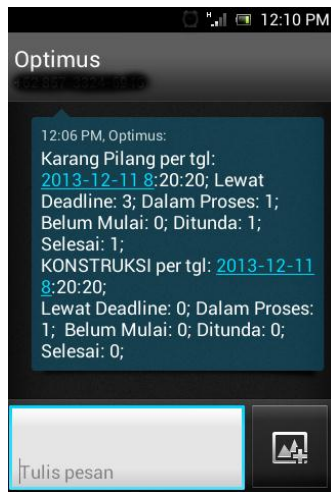 12:10 PM
Optimus
12:06 PM, Optimus:
Karang Pilang per tgl:
2013-12-11 8:20:20; Lewat
Deadline: 3; Dalam Proses: 1;
Belum Mulai: 0; Ditunda: 1;
Selesai: 1;
KONSTRUKSI per tgl: 2013-12-11
8:20:20;
Lewat Deadline: 0; Dalam Proses:
1; Belum Mulai: 0; Ditunda: 0;
Selesai: 0;
Tulis pesan